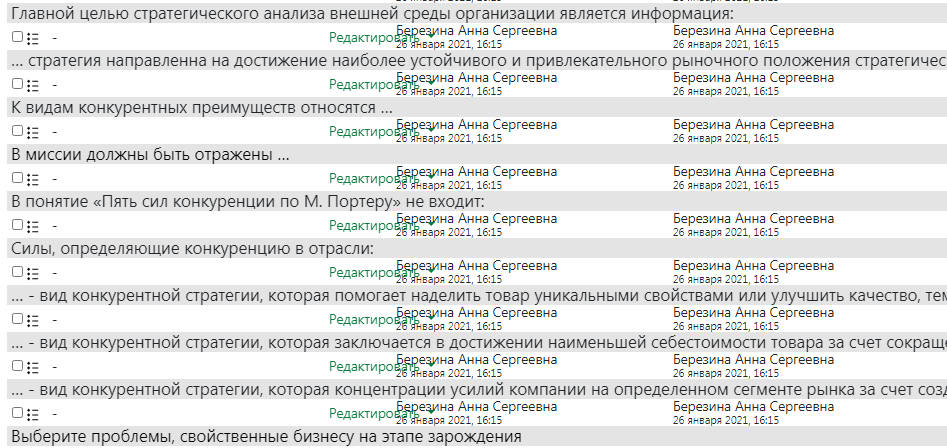 Главной целью стратегического анализа внешней среды организации является информация:
- Редактировать Березина Анна Сергеевна Березина Анна Сергеевна
26 января 2021, 16:15 26 января 2021, 16:15
... стратегия направленна на достижение наиболее устойчивого и привлекательного рыночного положения стратегичес
- Редактировать Березина Анна Сергеевна Березина Анна Сергеевна
26 января 2021, 16:15 26 января 2021, 16:15
К видам конкурентных преимуществ относятся ...
- Редактировать Березина Анна Сергеевна Березина Анна Сергеевна
26 января 2021, 16:15 26 января 2021, 16:15
В миссии должны быть отражены ...
- Редактировать Березина Анна Сергеевна Березина Анна Сергеевна
26 января 2021, 16:15 26 января 2021, 16:15
В понятие «Пять сил конкуренции по М. Портеру» не входит:
- Редактировать Березина Анна Сергеевна Березина Анна Сергеевна
26 января 2021, 16:15 26 января 2021, 16:15
Силы, определяющие конкуренцию в отрасли:
- Редактировать Березина Анна Сергеевна Березина Анна Сергеевна
26 января 2021, 16:15 26 января 2021, 16:15
... - вид конкурентной стратегии, которая помогает наделить товар уникальными свойствами или улучшить качество, тем
- Редактировать Березина Анна Сергеевна Березина Анна Сергеевна
26 января 2021, 16:15 26 января 2021, 16:15
... - вид конкурентной стратегии, которая заключается в достижении наименьшей себестоимости товара за счет сокраще
- Редактировать Березина Анна Сергеевна Березина Анна Сергеевна
26 января 2021, 16:15 26 января 2021, 16:15
... - вид конкурентной стратегии, которая концентрации усилий компании на определенном сегменте рынка за счет созд
- Редактировать Березина Анна Сергеевна Березина Анна Сергеевна
26 января 2021, 16:15 26 января 2021, 16:15
Выберите проблемы, свойственные бизнесу на этапе зарождения